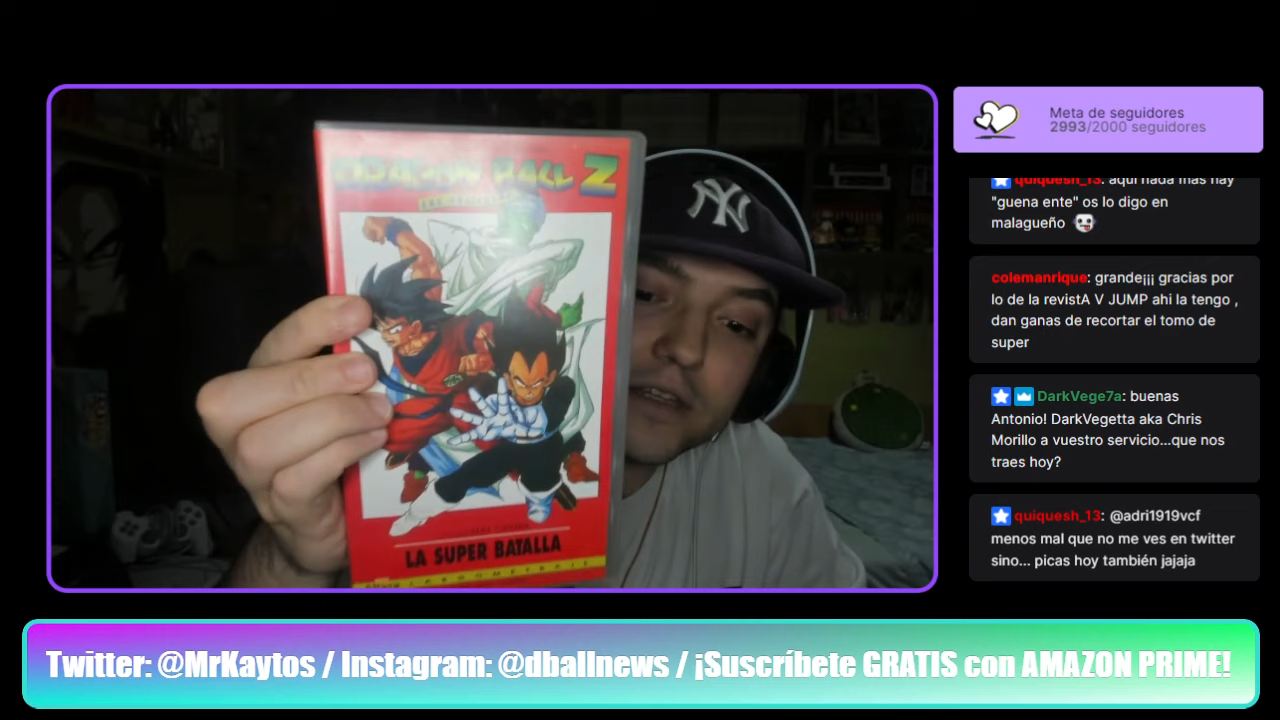 DRAGON BALL Z
LA SUPER BATALLA
LARGOMETRAJE
NY
Meta de seguidores
2993/2000 seguidores
quiquesh_13: aquí nada más hay
"guena ente" os lo digo en
malagueño
colemanrique: grande¡¡¡ gracias por
lo de la revistA V JUMP ahi la tengo ,
dan ganas de recortar el tomo de
super
DarkVege7a: buenas
Antonio! DarkVegetta aka Chris
Morillo a vuestro servicio...que nos
traes hoy?
quiquesh_13: @adri1919vcf
menos mal que no me ves en twitter
sino... picas hoy también jajaja
Twitter: @MrKaytos / Instagram: @dballnews / ¡Suscríbete GRATIS con AMAZON PRIME!